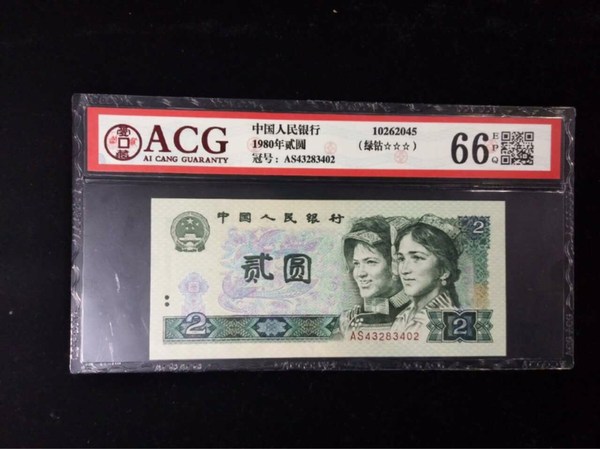 ACG
AI CANG GUARANTY
中国人民银行
1980年贰圆
冠号：AS43283402
10262045
（绿钻☆☆☆）
66
EPQ
中国人民银行
2
贰圆
2
AS43283402
2